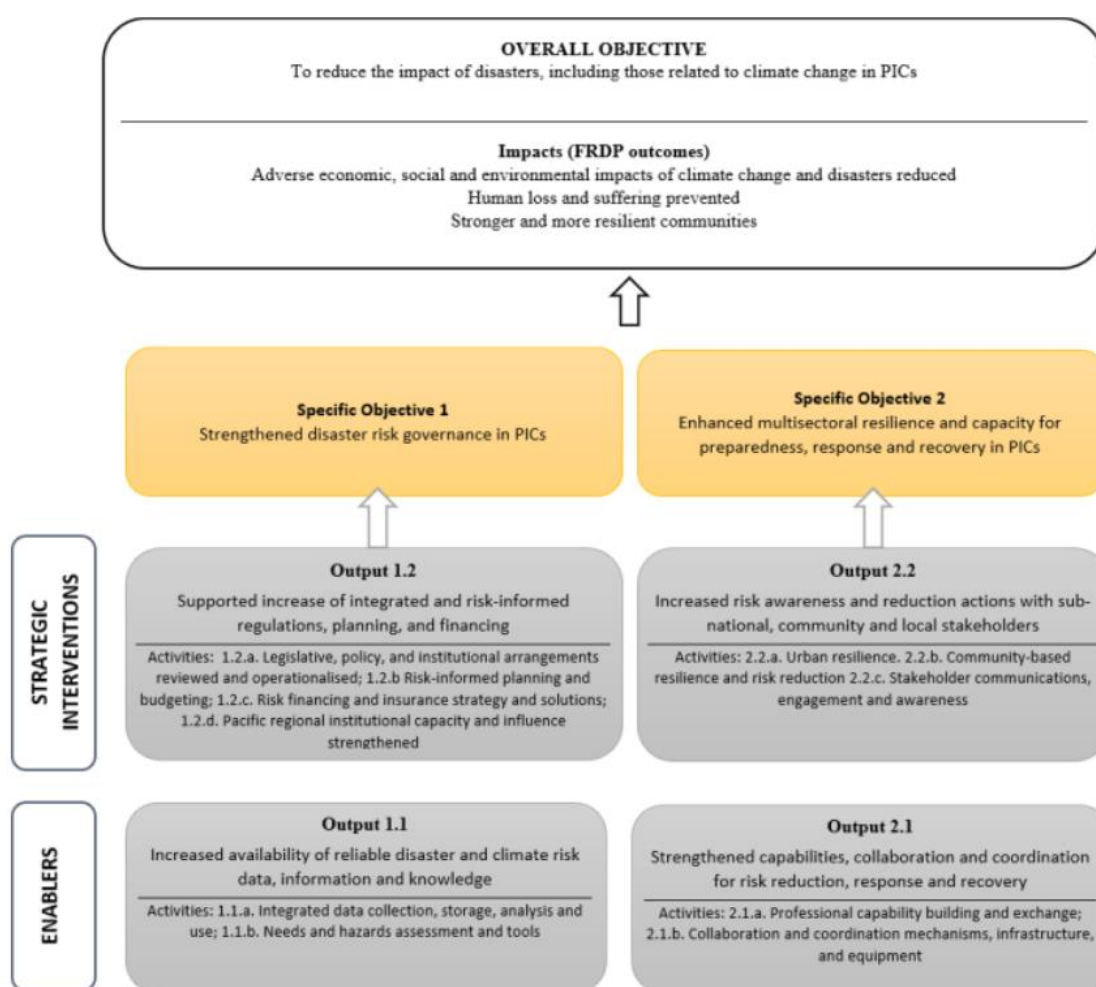 OVERALL OBJECTIVE
To reduce the impact of disasters, including those related to climate change in PICs
Impacts (FRDP outcomes)
Adverse economic, social and environmental impacts of climate change and disasters reduced
Human loss and suffering prevented
Stronger and more resilient communities
Specific Objective 1
Strengthened disaster risk governance in PICs
Specific Objective 2
Enhanced multisectoral resilience and capacity for
preparedness, response and recovery in PICs
STRATEGIC
INTERVENTIONS
Output 1.2
Supported increase of integrated and risk-informed
regulations, planning, and financing
Activities: 1.2.a. Legislative, policy, and institutional arrangements
reviewed and operationalised; 1.2.b Risk-informed planning and
budgeting; 1.2.c. Risk financing and insurance strategy and solutions;
1.2.d. Pacific regional institutional capacity and influence
strengthened
Output 2.2
Increased risk awareness and reduction actions with sub-
national, community and local stakeholders
Activities: 2.2.a. Urban resilience. 2.2.b. Community-based
resilience and risk reduction 2.2.c. Stakeholder communications,
engagement and awareness
ENABLERS
Output 1.1
Increased availability of reliable disaster and climate risk
data, information and knowledge
Activities: 1.1.a. Integrated data collection, storage, analysis and
use; 1.1.b. Needs and hazards assessment and tools
Output 2.1
Strengthened capabilities, collaboration and coordination
for risk reduction, response and recovery
Activities: 2.1.a. Professional capability building and exchange;
2.1.b. Collaboration and coordination mechanisms, infrastructure,
and equipment